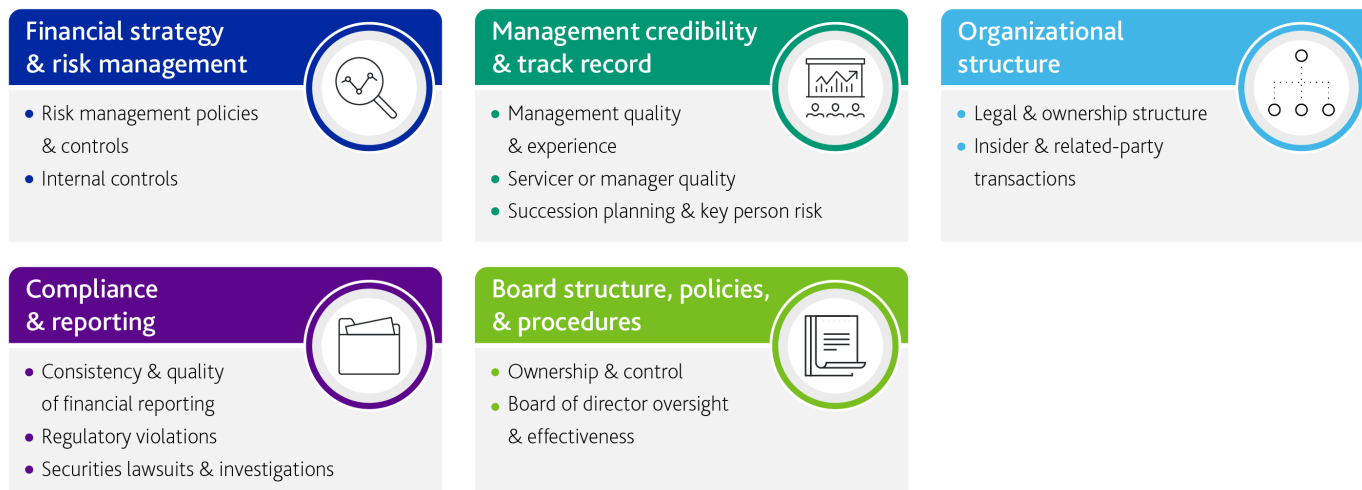 Financial strategy
& risk management
• Risk management policies
& controls
• Internal controls
Management credibility
& track record
• Management quality
& experience
• Servicer or manager quality
• Succession planning & key person risk
Organizational
structure
• Legal & ownership structure
• Insider & related-party
transactions
Compliance
& reporting
• Consistency & quality
of financial reporting
• Regulatory violations
• Securities lawsuits & investigations
Board structure, policies,
& procedures
• Ownership & control
• Board of director oversight
& effectiveness